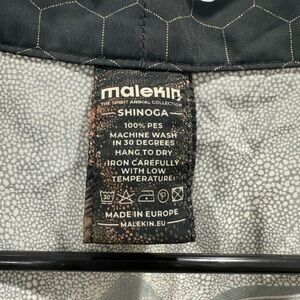 malekin
THE SPIRIT ANIMAL COLLECTION
SHINOGA
100% PES
MACHINE WASH
IN 30 DEGREES
HANG TO DRY
IRON CAREFULLY
WITH LOW
TEMPERATURE
30°
MADE IN EUROPE
MALEKIN.EU